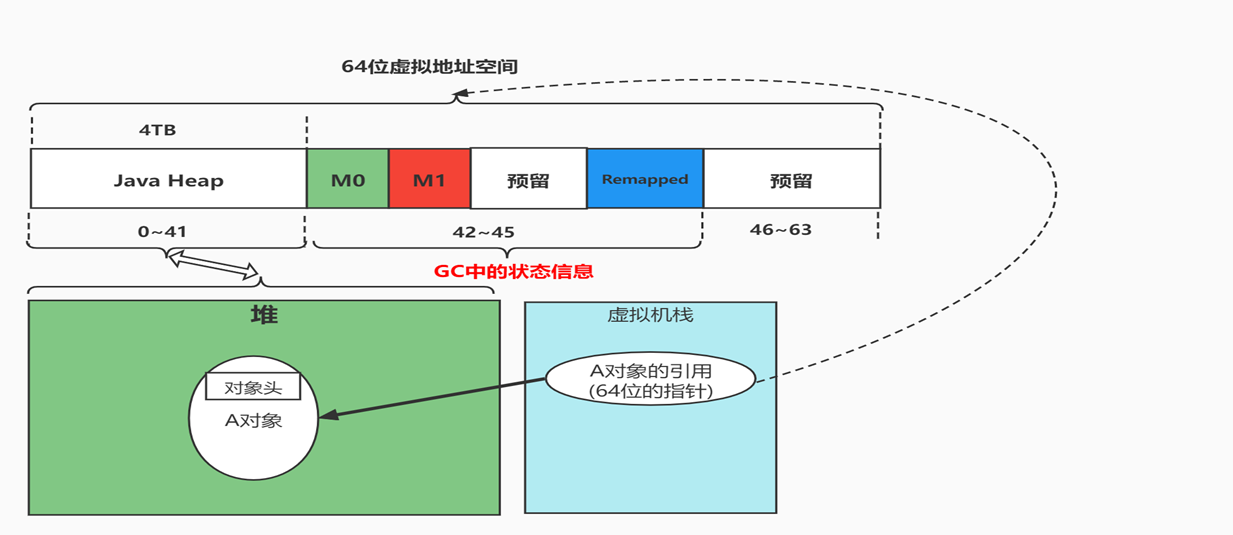 64位虚拟地址空间
4TB
Java Heap
M0
M1
预留
Remapped
预留
0~41
42~45
46~63
GC中的状态信息
堆
虚拟机栈
对象头
A对象
A对象的引用
(64位的指针)